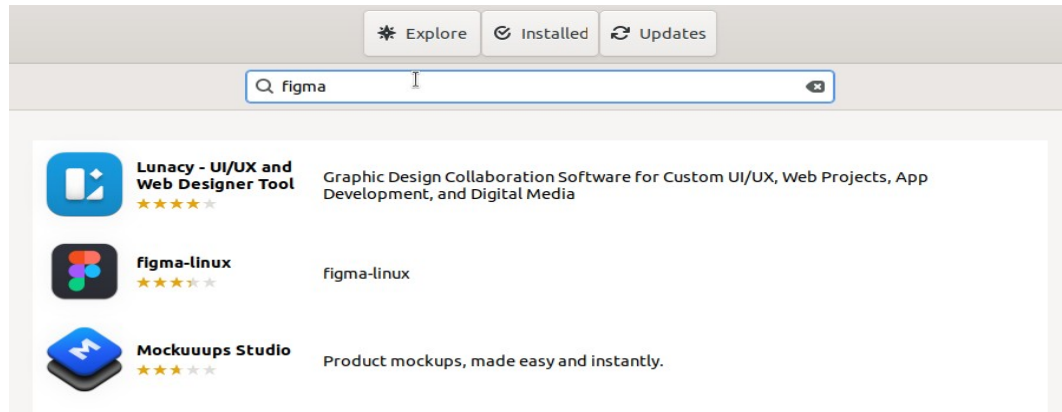 Explore Installed Updates
figma
Lunacy - UI/UX and
Web Designer Tool
Graphic Design Collaboration Software for Custom UI/UX, Web Projects, App
Development, and Digital Media
figma-linux
figma-linux
Mockuuups Studio
Product mockups, made easy and instantly.